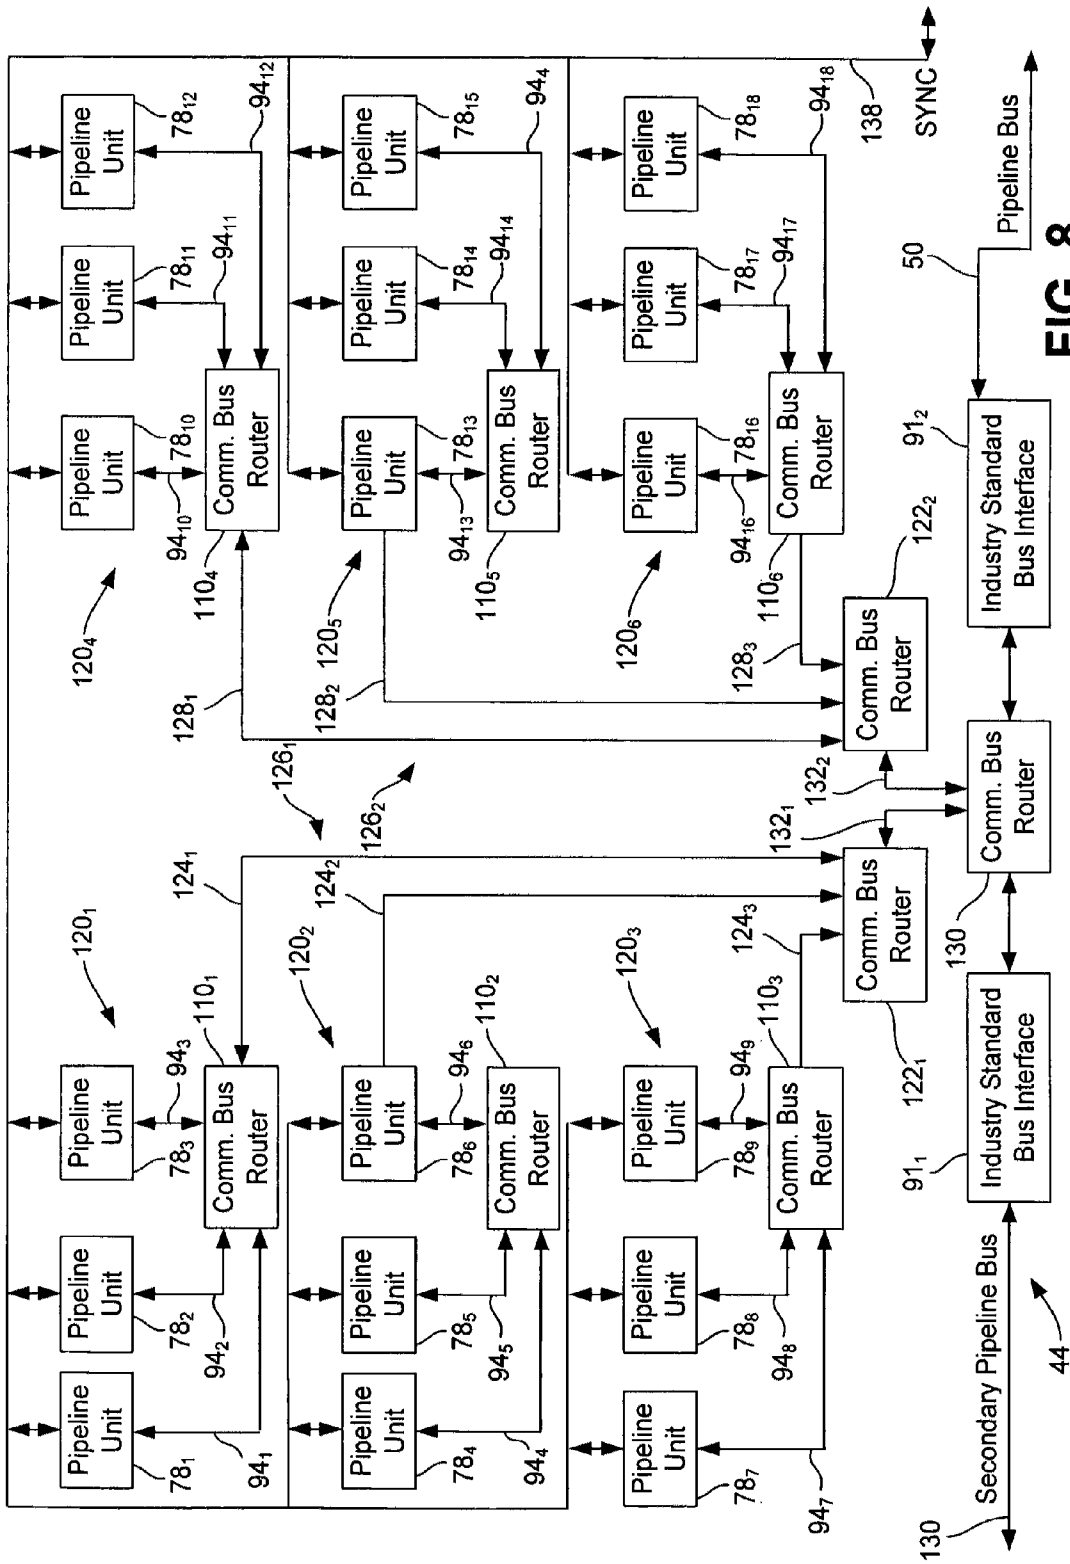 Pipeline Unit
78₁
Pipeline Unit
78₂
Pipeline Unit
78₃
120₁
120₄
Pipeline Unit
78₁₀
Pipeline Unit
78₁₁
Pipeline Unit
78₁₂
94₁
94₂
94₃
Comm. Bus Router
110₁
124₁
126₁
128₁
110₄
Comm. Bus Router
94₁₀
94₁₁
94₁₂
Pipeline Unit
78₄
Pipeline Unit
78₅
Pipeline Unit
78₆
120₂
124₂
126₂
128₂
120₅
Pipeline Unit
78₁₃
Pipeline Unit
78₁₄
Pipeline Unit
78₁₅
94₄
94₅
94₆
Comm. Bus Router
110₂
110₅
Comm. Bus Router
94₁₃
94₁₄
94₄
Pipeline Unit
78₇
Pipeline Unit
78₈
Pipeline Unit
78₉
120₃
120₆
Pipeline Unit
78₁₆
Pipeline Unit
78₁₇
Pipeline Unit
78₁₈
94₇
94₈
94₉
Comm. Bus Router
110₃
124₃
128₃
110₆
Comm. Bus Router
94₁₆
94₁₇
94₁₈
138
SYNC
122₁
Comm. Bus Router
132₁
132₂
Comm. Bus Router
122₂
130
Secondary Pipeline Bus
91₁
Industry Standard Bus Interface
130
Comm. Bus Router
Industry Standard Bus Interface
91₂
50
Pipeline Bus
44
FIG 8